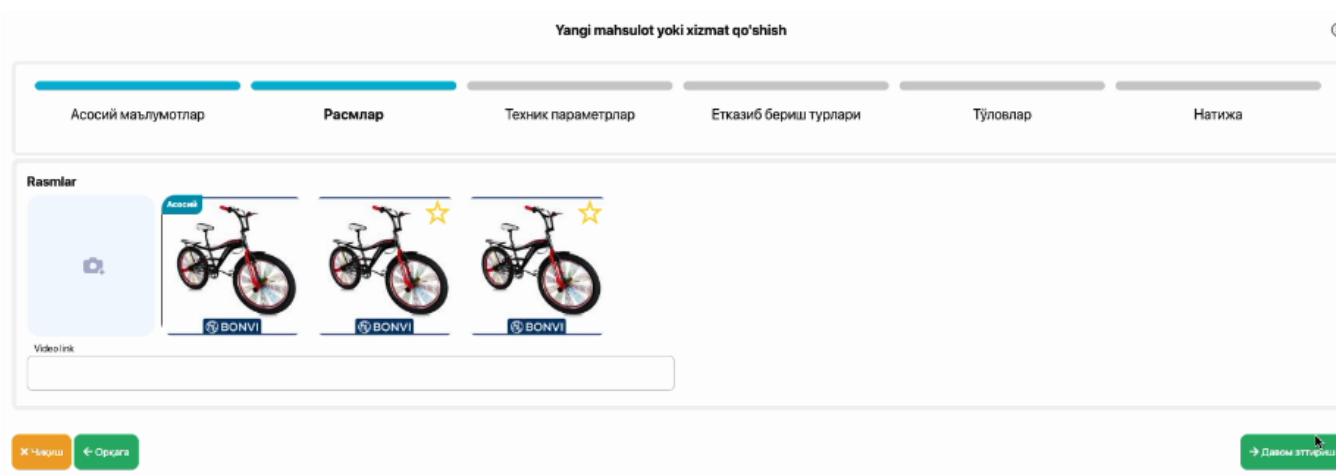 Yangi mahsulot yoki xizmat qo'shish
Асосий маълумотлар
Расмлар
Техник параметрлар
Етказиб бериш турлари
Тўловлар
Натижа
Rasmlar
Асосий
BONVI
BONVI
BONVI
Video link
Чиқиш
Орқага
Давом эттириш